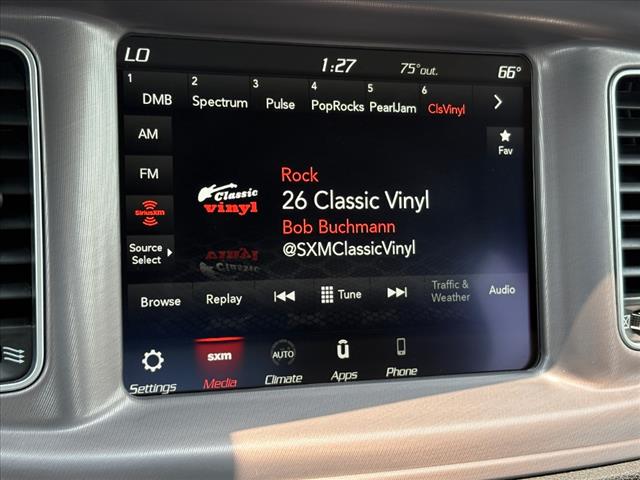 LO 1:27 75°out. 66°
1 DMB 2 Spectrum 3 Pulse 4 PopRocks 5 PearlJam 6 ClsVinyl
AM
FM
SiriusXM
Source
Select
Fav
Classic
vinyl
Rock
26 Classic Vinyl
Bob Buchmann
@SXMClassicVinyl
Browse Replay Tune Traffic & Weather Audio
Settings
sxm
Media
AUTO
Climate
ū
Apps
Phone